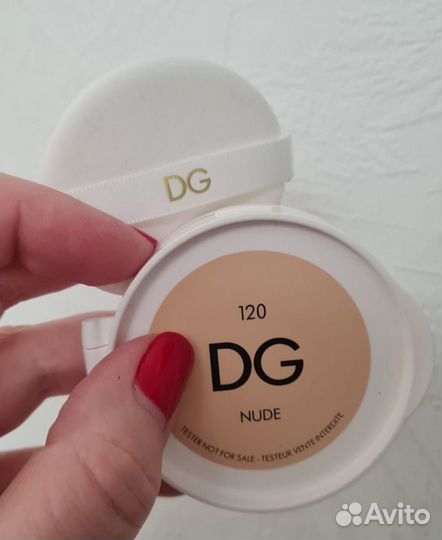 DG
120
DG
NUDE
TESTER NOT FOR SALE - TESTEUR VENTE INTERDITE
Avito